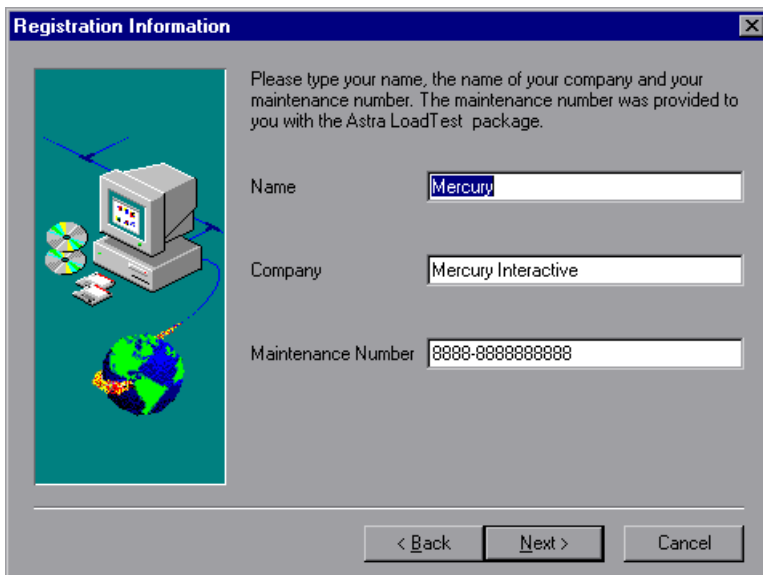 Registration Information
Please type your name, the name of your company and your
maintenance number. The maintenance number was provided to
you with the Astra LoadTest  package.
Name
Mercury
Company
Mercury Interactive
Maintenance Number
8888-8888888888
< Back
Next >
Cancel